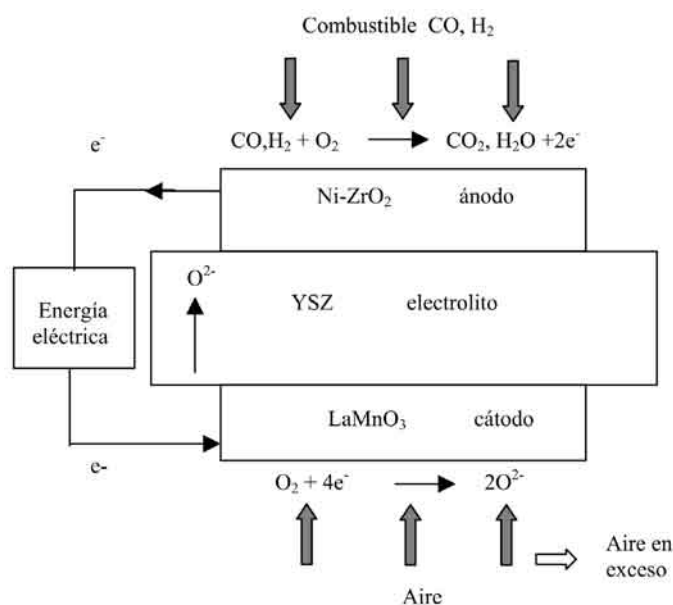 Combustible CO, H₂
CO,H₂ + O₂ → CO₂, H₂O +2e⁻
e⁻
Ni-ZrO₂ ánodo
O²⁻
YSZ electrolito
Energía
eléctrica
LaMnO₃ cátodo
e-
O₂ + 4e⁻ → 2O²⁻
Aire en
exceso
Aire